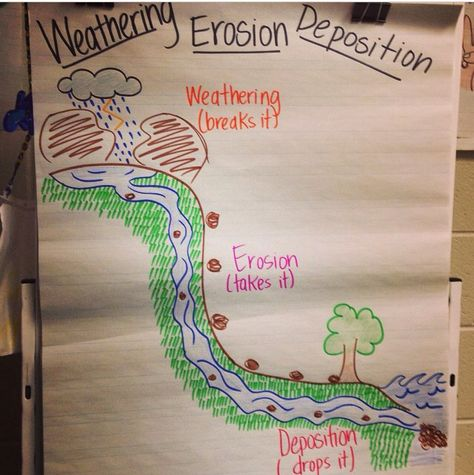 Weathering Erosion Deposition
Weathering
(breaks it)
Erosion
(takes it)
Deposition
(drops it)